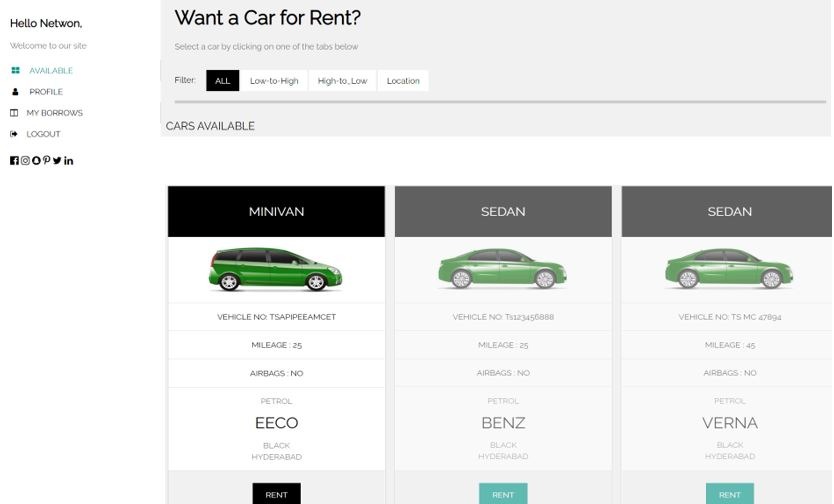 Hello Netwon,
Welcome to our site
AVAILABLE
PROFILE
MY BORROWS
LOGOUT
Want a Car for Rent?
Select a car by clicking on one of the tabs below
Filter: ALL Low-to-High High-to_Low Location
CARS AVAILABLE
MINIVAN
VEHICLE NO: TSAPIPEEAMCET
MILEAGE : 25
AIRBAGS : NO
PETROL
EECO
BLACK
HYDERABAD
RENT
SEDAN
VEHICLE NO: Ts123456888
MILEAGE : 25
AIRBAGS : NO
PETROL
BENZ
BLACK
HYDERABAD
RENT
SEDAN
VEHICLE NO: TS MC 47894
MILEAGE : 45
AIRBAGS : NO
PETROL
VERNA
BLACK
HYDERABAD
RENT